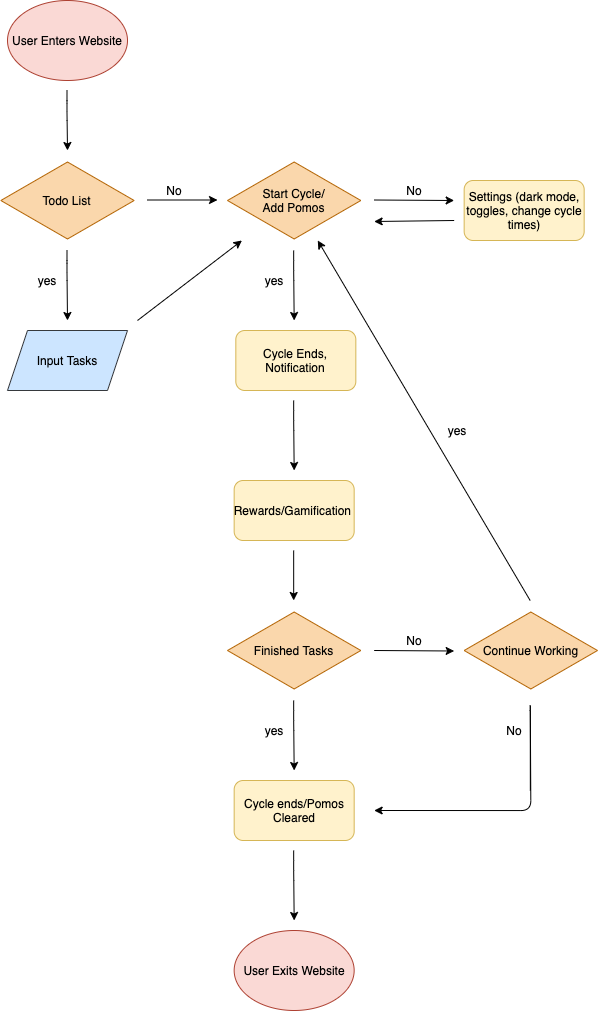 User Enters Website
Todo List
No
Start Cycle/
Add Pomos
No
Settings (dark mode,
toggles, change cycle
times)
yes
yes
Input Tasks
Cycle Ends,
Notification
yes
Rewards/Gamification
Finished Tasks
No
Continue Working
yes
No
Cycle ends/Pomos
Cleared
User Exits Website